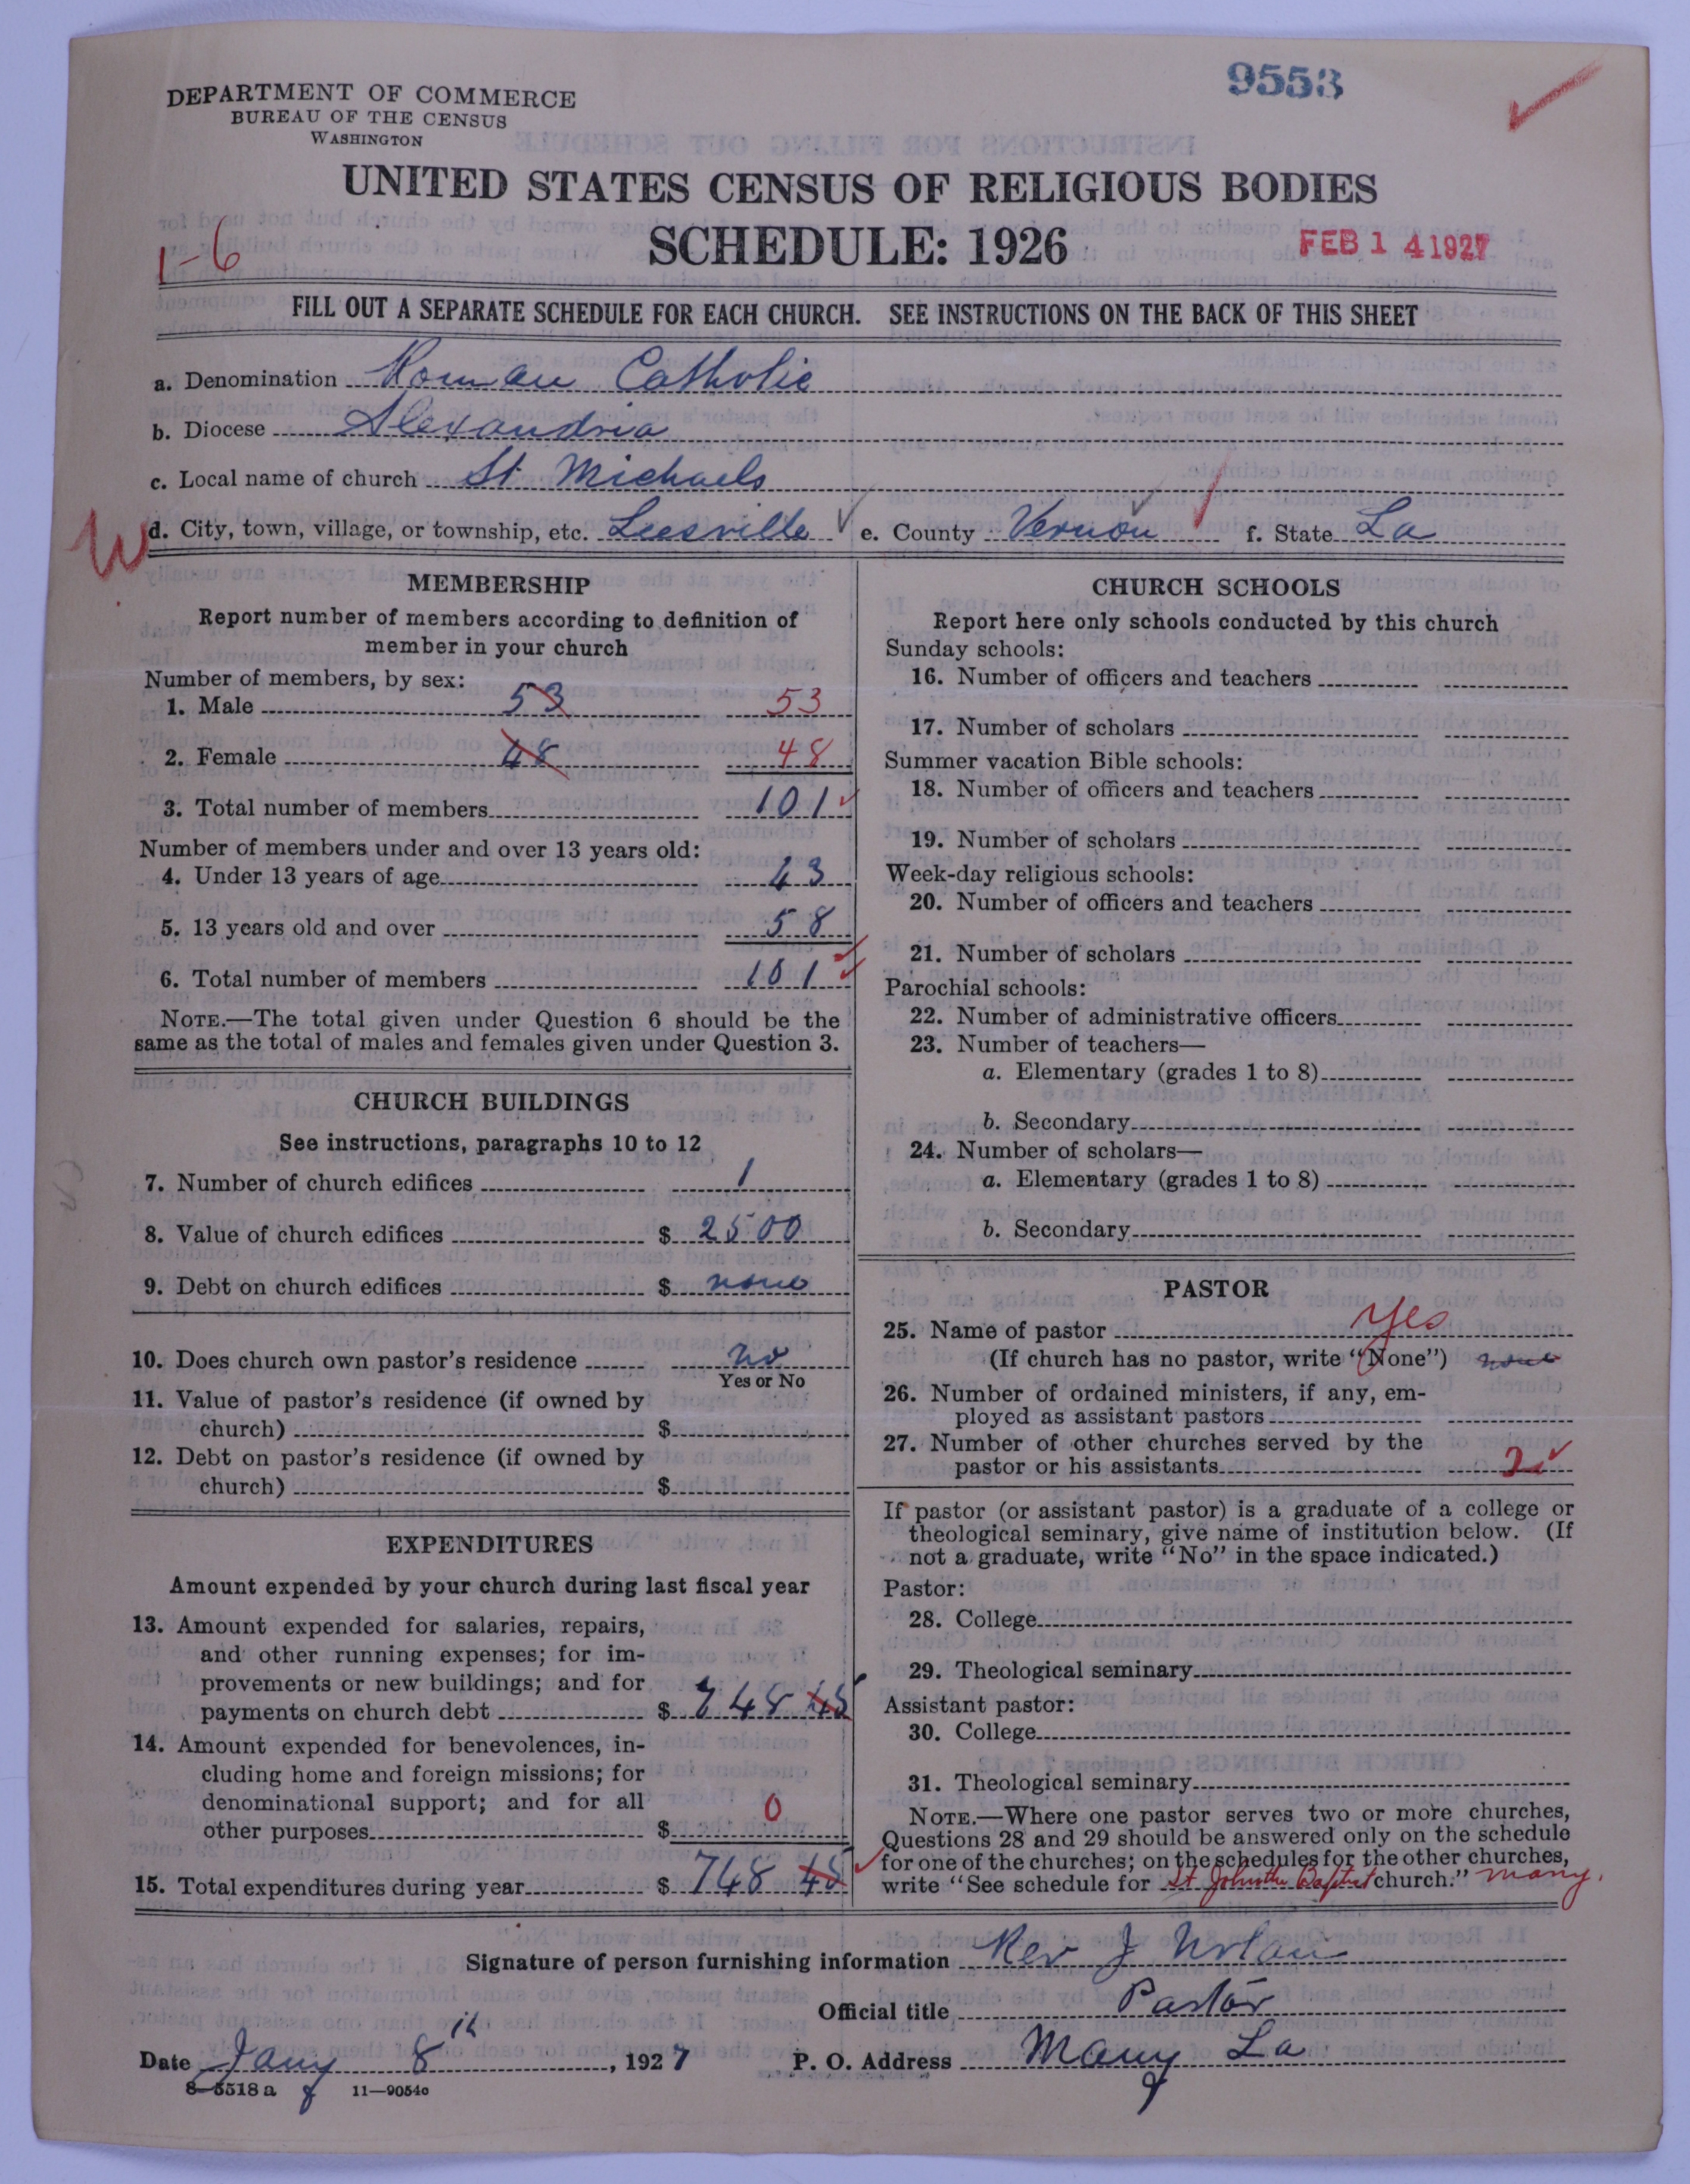 9553
DEPARTMENT OF COMMERCE
BUREAU OF THE CENSUS
WASHINGTON
UNITED STATES CENSUS OF RELIGIOUS BODIES
SCHEDULE: 1926
1-6
FEB 14 1927
FILL OUT A SEPARATE SCHEDULE FOR EACH CHURCH. SEE INSTRUCTIONS ON THE BACK OF THIS SHEET
a. Denomination Roman Catholic
b. Diocese Alexandria
c. Local name of church St Michaels
W
d. City, town, village, or township, etc. Leesville e. County Vernon f. State La
MEMBERSHIP
Report number of members according to definition of
member in your church
Number of members, by sex:
1. Male 53 53
2. Female 48 48
3. Total number of members 101
Number of members under and over 13 years old:
4. Under 13 years of age 43
5. 13 years old and over 58
6. Total number of members 101
NOTE.—The total given under Question 6 should be the
same as the total of males and females given under Question 3.
CHURCH BUILDINGS
See instructions, paragraphs 10 to 12
7. Number of church edifices 1
8. Value of church edifices $ 2500
9. Debt on church edifices $ none
10. Does church own pastor's residence no
Yes or No
11. Value of pastor's residence (if owned by
church) $
12. Debt on pastor's residence (if owned by
church) $
EXPENDITURES
Amount expended by your church during last fiscal year
13. Amount expended for salaries, repairs,
and other running expenses; for im-
provements or new buildings; and for
payments on church debt $ 748 45
14. Amount expended for benevolences, in-
cluding home and foreign missions; for
denominational support; and for all
other purposes $ 0
15. Total expenditures during year $ 748 45
CHURCH SCHOOLS
Report here only schools conducted by this church
Sunday schools:
16. Number of officers and teachers
17. Number of scholars
Summer vacation Bible schools:
18. Number of officers and teachers
19. Number of scholars
Week-day religious schools:
20. Number of officers and teachers
21. Number of scholars
Parochial schools:
22. Number of administrative officers
23. Number of teachers—
a. Elementary (grades 1 to 8)
b. Secondary
24. Number of scholars—
a. Elementary (grades 1 to 8)
b. Secondary
PASTOR
25. Name of pastor Yes
(If church has no pastor, write "None") none
26. Number of ordained ministers, if any, em-
ployed as assistant pastors
27. Number of other churches served by the
pastor or his assistants 2
If pastor (or assistant pastor) is a graduate of a college or
theological seminary, give name of institution below. (If
not a graduate, write "No" in the space indicated.)
Pastor:
28. College
29. Theological seminary
Assistant pastor:
30. College
31. Theological seminary
NOTE.—Where one pastor serves two or more churches,
Questions 28 and 29 should be answered only on the schedule
for one of the churches; on the schedules for the other churches,
write "See schedule for St John the Baptist church." Many.
Signature of person furnishing information Rev J Nolan
Official title Pastor
Date Jany 8th, 1927 P. O. Address Many La
8-5518 a 11—9054c